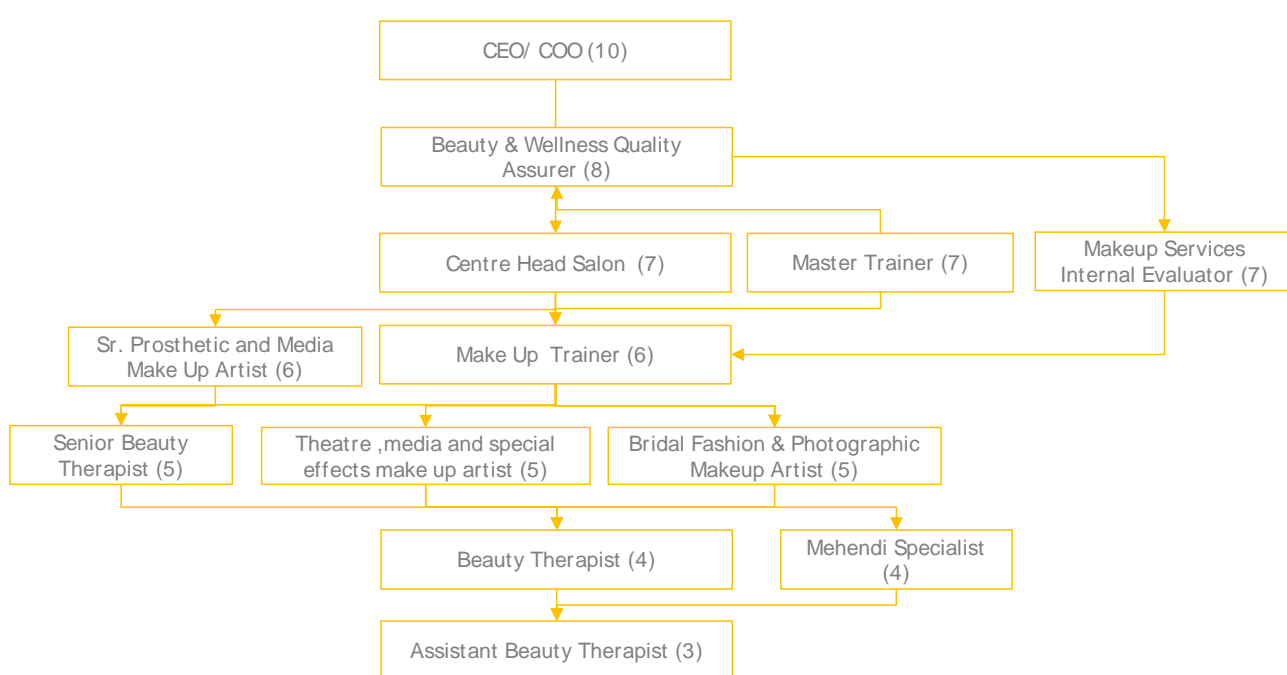 CEO/ COO (10)
Beauty & Wellness Quality
Assurer (8)
Centre Head Salon (7)
Master Trainer (7)
Makeup Services
Internal Evaluator (7)
Sr. Prosthetic and Media
Make Up Artist (6)
Make Up Trainer (6)
Senior Beauty
Therapist (5)
Theatre ,media and special
effects make up artist (5)
Bridal Fashion & Photographic
Makeup Artist (5)
Beauty Therapist (4)
Mehendi Specialist
(4)
Assistant Beauty Therapist (3)